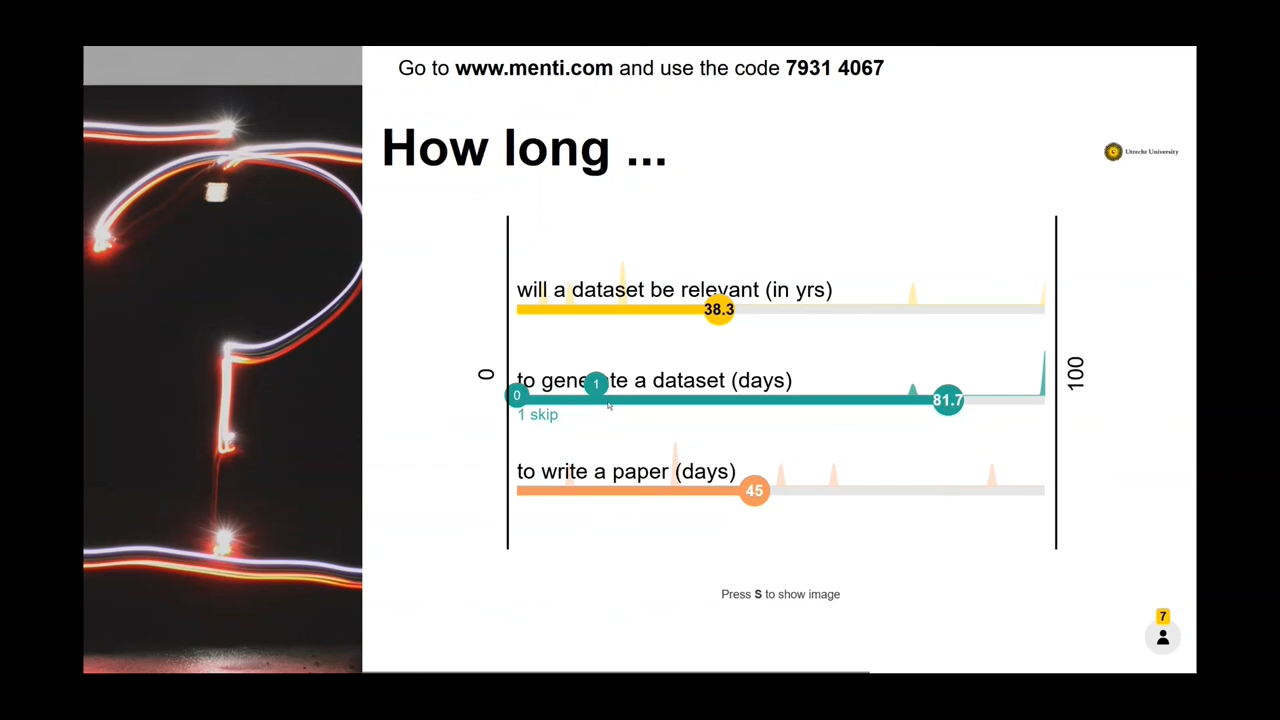 Go to www.menti.com and use the code 7931 4067
How long ...
Utrecht University
will a dataset be relevant (in yrs)
38.3
0
100
to generate a dataset (days)
0
1
81.7
1 skip
to write a paper (days)
45
Press S to show image
7